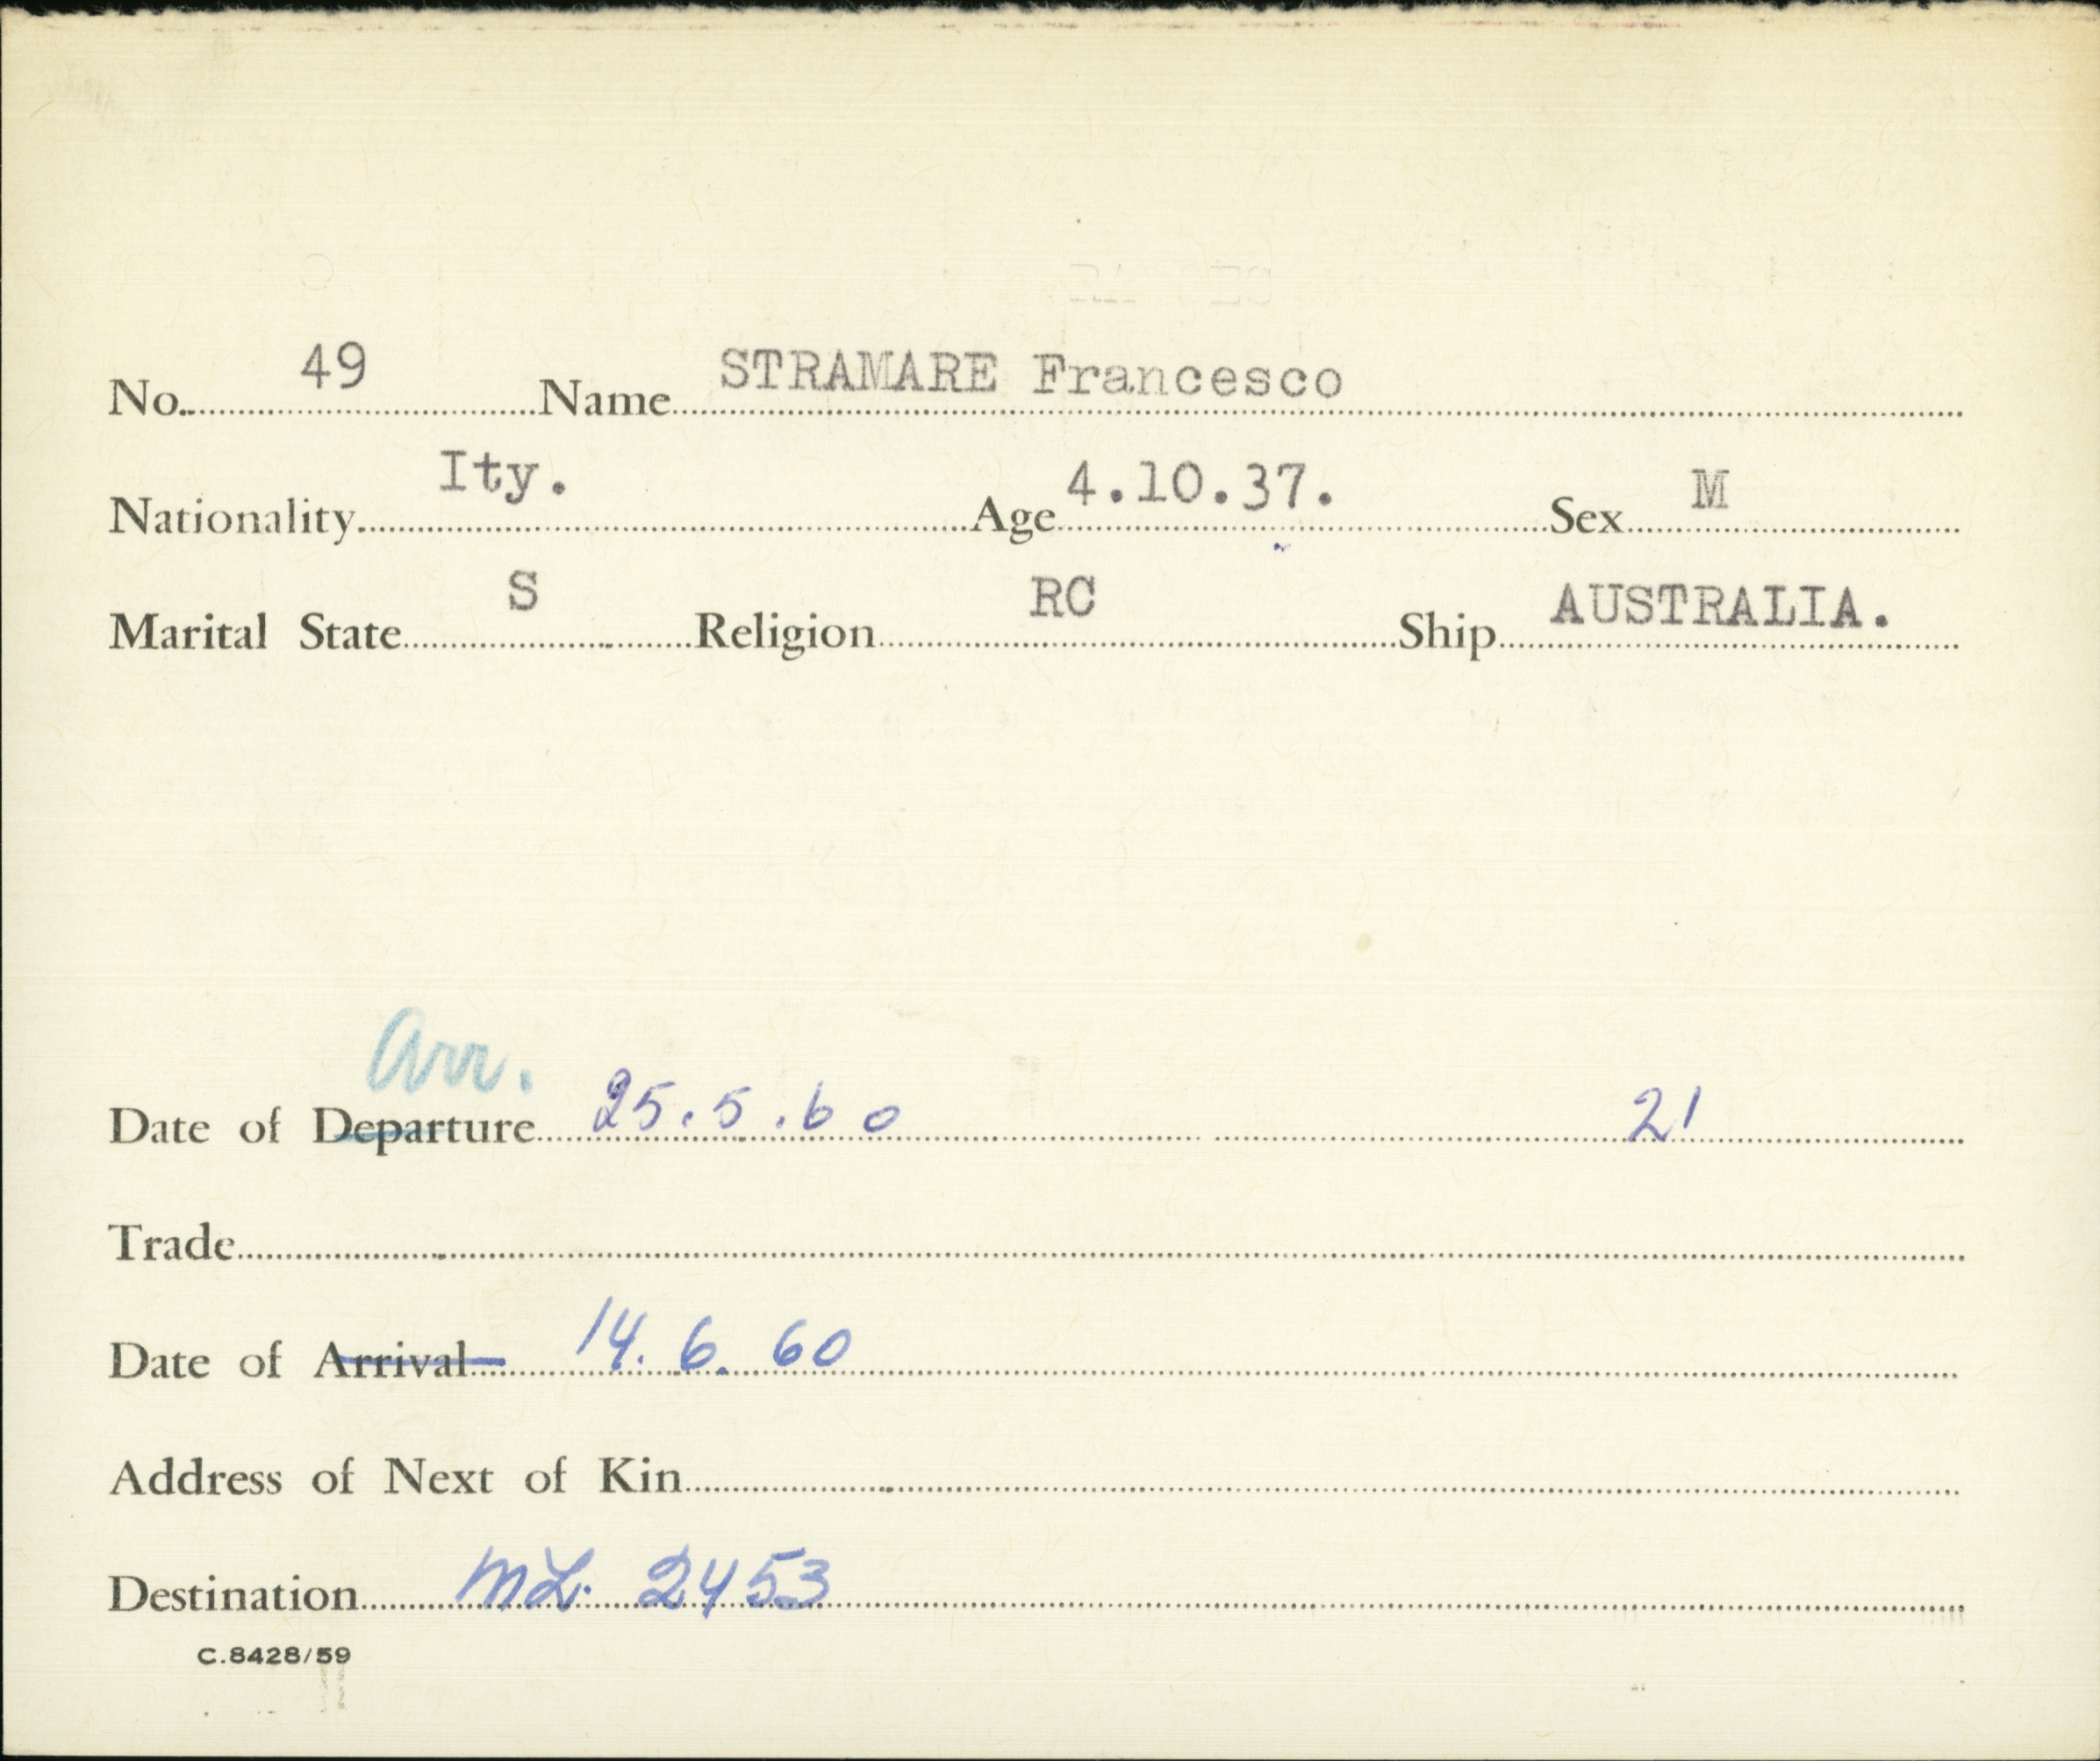 No. 49 Name STRAMARE Francesco
Nationality Ity. Age 4.10.37. Sex M
Marital State S Religion RC Ship AUSTRALIA.
Arr.
Date of Departure 25.5.60 21
Trade
Date of Arrival 14.6.60
Address of Next of Kin
Destination ML. 2453
C.8428/59